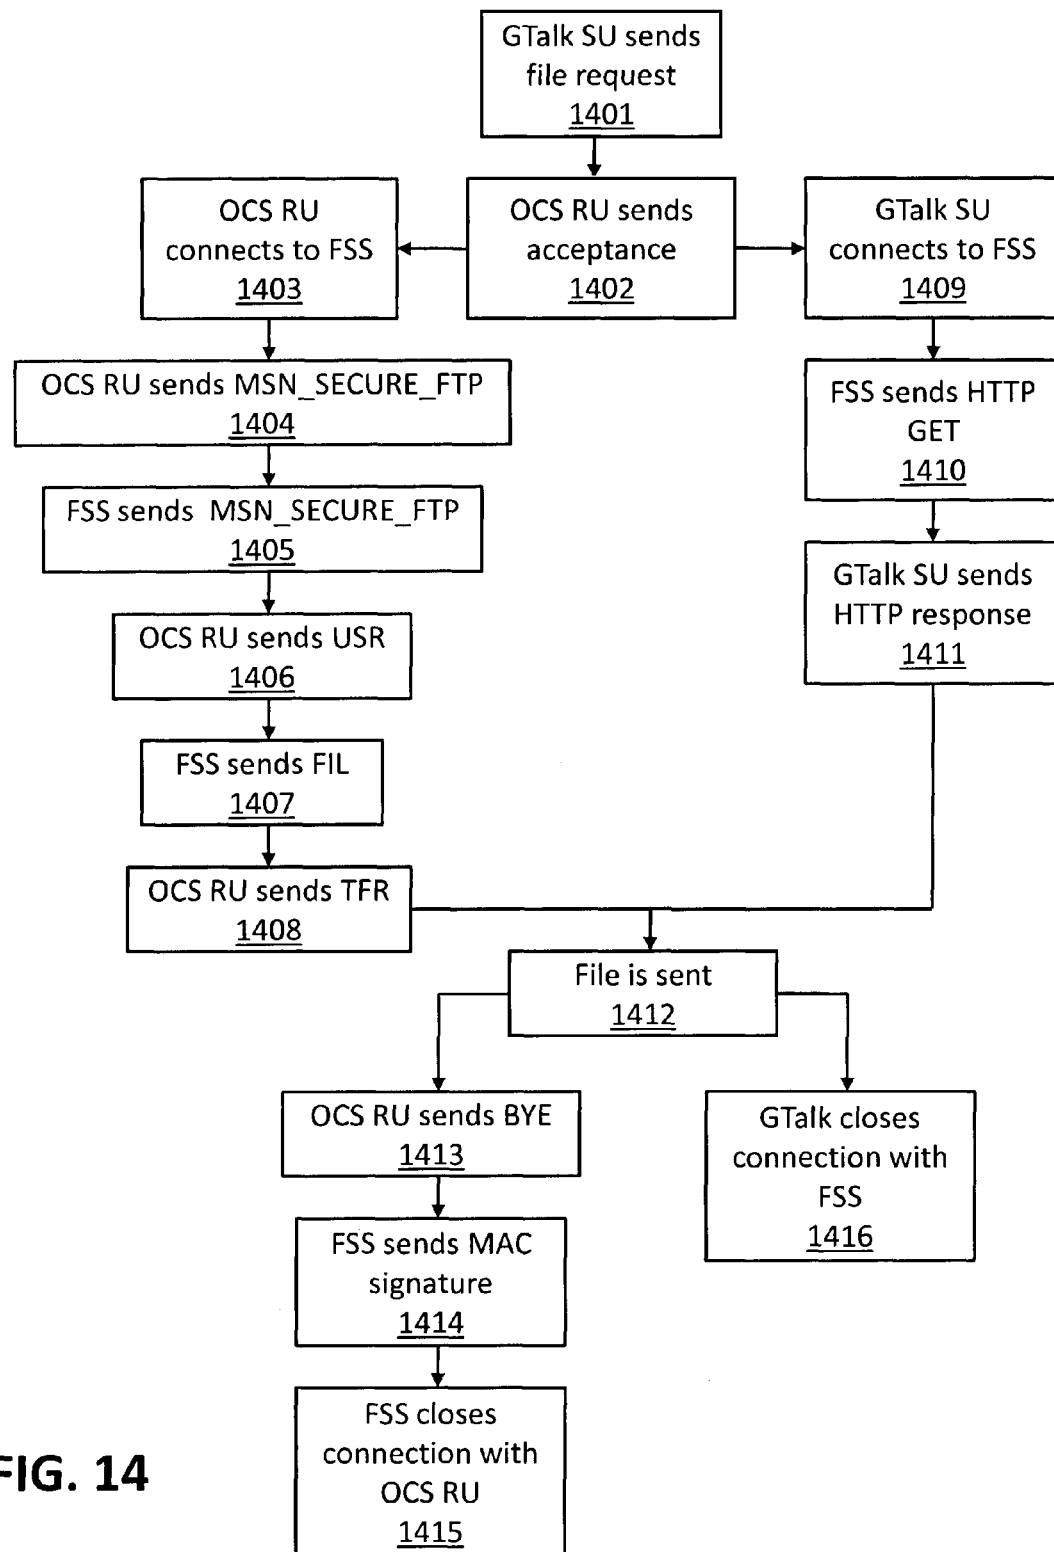 GTalk SU sends
file request
1401
OCS RU
connects to FSS
1403
OCS RU sends
acceptance
1402
GTalk SU
connects to FSS
1409
OCS RU sends MSN_SECURE_FTP
1404
FSS sends HTTP
GET
1410
FSS sends MSN_SECURE_FTP
1405
GTalk SU sends
HTTP response
1411
OCS RU sends USR
1406
FSS sends FIL
1407
OCS RU sends TFR
1408
File is sent
1412
OCS RU sends BYE
1413
GTalk closes
connection with
FSS
1416
FSS sends MAC
signature
1414
FSS closes
connection with
OCS RU
1415
FIG. 14